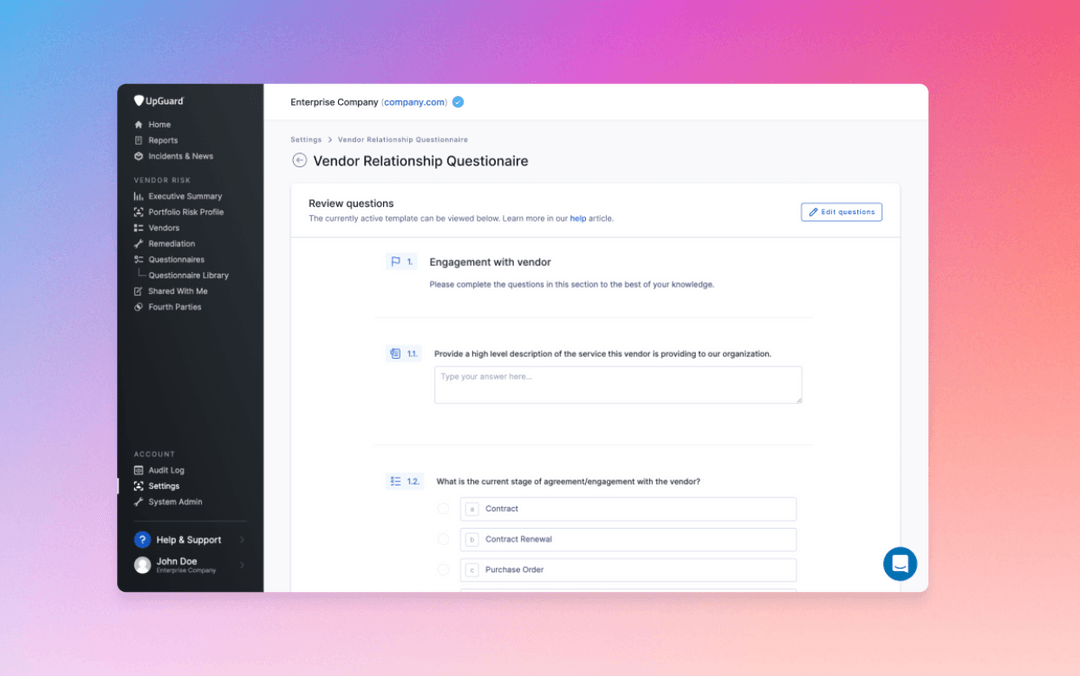 UpGuard
Home
Reports
Incidents & News
VENDOR RISK
Executive Summary
Portfolio Risk Profile
Vendors
Remediation
Questionnaires
Questionnaire Library
Shared With Me
Fourth Parties
ACCOUNT
Audit Log
Settings
System Admin
? Help & Support
John Doe
Enterprise Company
Enterprise Company (company.com)
Settings > Vendor Relationship Questionnaire
Vendor Relationship Questionaire
Review questions
The currently active template can be viewed below. Learn more in our help article.
Edit questions
1. Engagement with vendor
Please complete the questions in this section to the best of your knowledge.
1.1. Provide a high level description of the service this vendor is providing to our organization.
Type your answer here...
1.2. What is the current stage of agreement/engagement with the vendor?
a Contract
b Contract Renewal
c Purchase Order